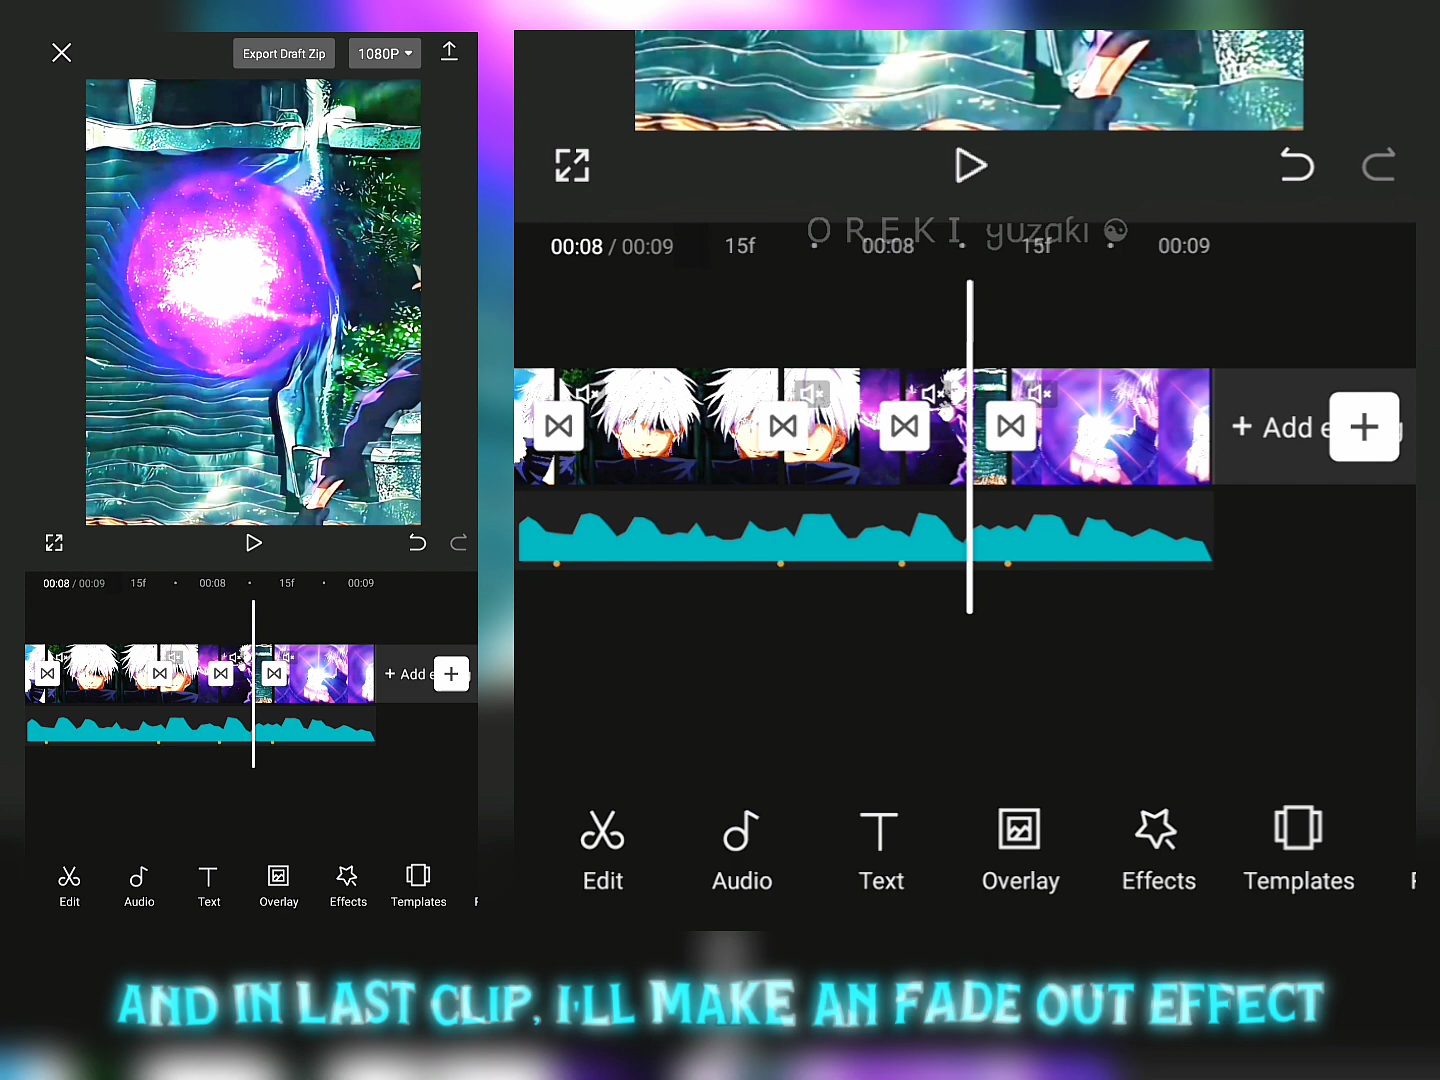 Export Draft Zip
1080P
00:08 / 00:09 15f 00:08 15f 00:09
+ Add e
Edit Audio Text Overlay Effects Templates
O R E K I yuzaki
00:08 / 00:09 15f 00:08 15f 00:09
+ Add e
Edit Audio Text Overlay Effects Templates
AND IN LAST CLIP, I'LL MAKE AN FADE OUT EFFECT